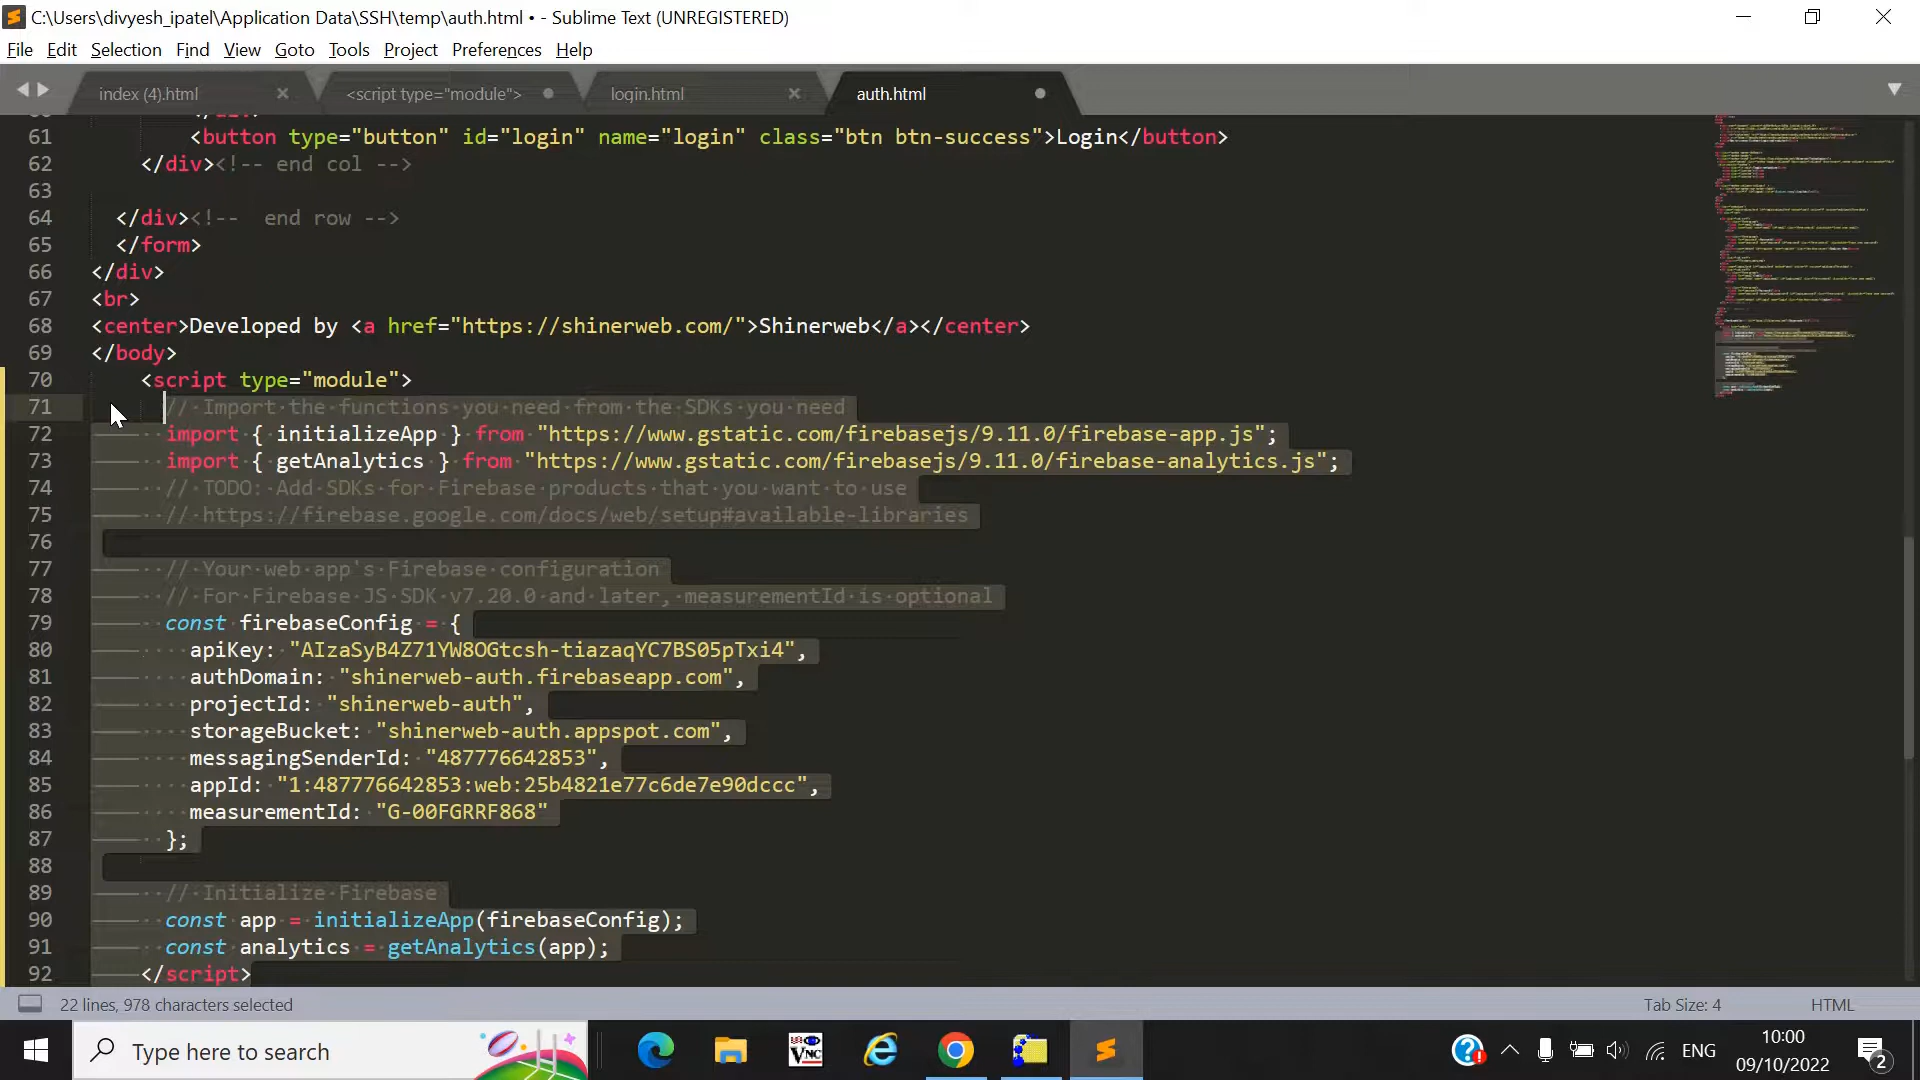 C:\Users\divyesh_ipatel\Application Data\SSH\temp\auth.html • - Sublime Text (UNREGISTERED)
File Edit Selection Find View Goto Tools Project Preferences Help
index (4).html <script type="module"> login.html auth.html
61 <button type="button" id="login" name="login" class="btn btn-success">Login</button>
62 </div><!-- end col -->
63
64 </div><!--  end row -->
65 </form>
66 </div>
67 <br>
68 <center>Developed by <a href="https://shinerweb.com/">Shinerweb</a></center>
69 </body>
70 <script type="module">
71 // Import the functions you need from the SDKs you need
72 import { initializeApp } from "https://www.gstatic.com/firebasejs/9.11.0/firebase-app.js";
73 import { getAnalytics } from "https://www.gstatic.com/firebasejs/9.11.0/firebase-analytics.js";
74 // TODO: Add SDKs for Firebase products that you want to use
75 // https://firebase.google.com/docs/web/setup#available-libraries
76
77 // Your web app's Firebase configuration
78 // For Firebase JS SDK v7.20.0 and later, measurementId is optional
79 const firebaseConfig = {
80 apiKey: "AIzaSyB4Z71YW8OGtcsh-tiazaqYC7BS05pTxi4",
81 authDomain: "shinerweb-auth.firebaseapp.com",
82 projectId: "shinerweb-auth",
83 storageBucket: "shinerweb-auth.appspot.com",
84 messagingSenderId: "487776642853",
85 appId: "1:487776642853:web:25b4821e77c6de7e90dccc",
86 measurementId: "G-00FGRRF868"
87 };
88
89 // Initialize Firebase
90 const app = initializeApp(firebaseConfig);
91 const analytics = getAnalytics(app);
92 </script>
22 lines, 978 characters selected Tab Size: 4 HTML
Type here to search
VNC
ENG
10:00
09/10/2022
2